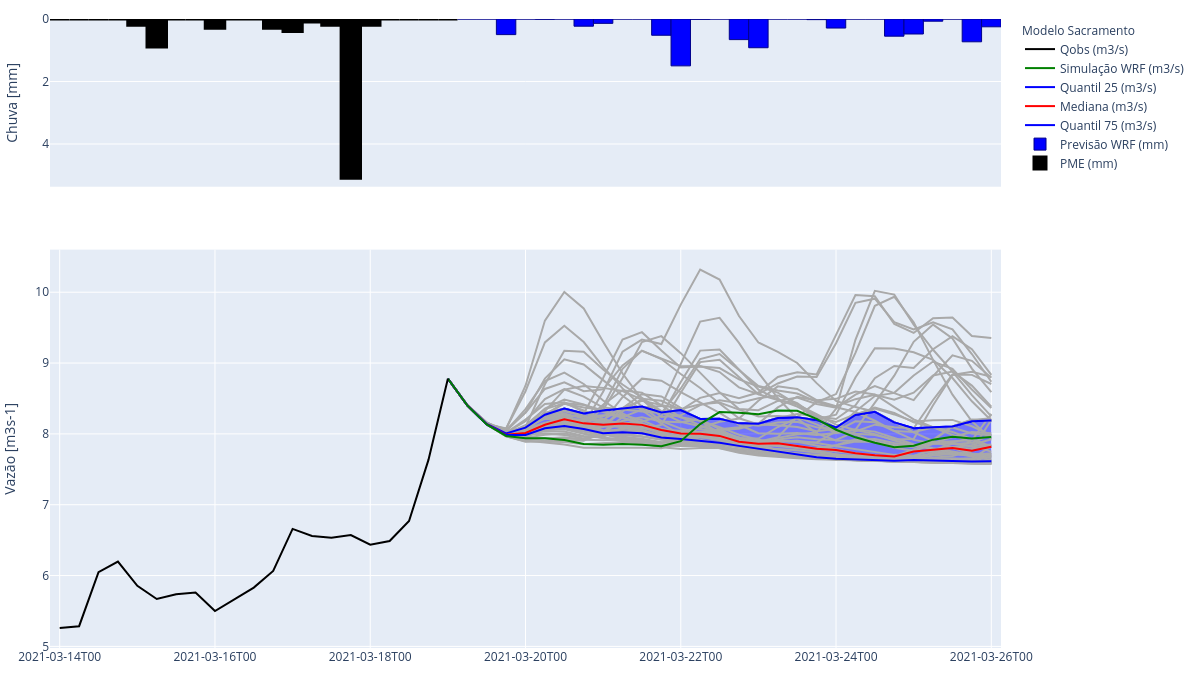 0
2
4
Chuva [mm]
Modelo Sacramento
Qobs (m3/s)
Simulação WRF (m3/s)
Quantil 25 (m3/s)
Mediana (m3/s)
Quantil 75 (m3/s)
Previsão WRF (mm)
PME (mm)
10
9
8
7
6
5
Vazão [m3s-1]
2021-03-14T00
2021-03-16T00
2021-03-18T00
2021-03-20T00
2021-03-22T00
2021-03-24T00
2021-03-26T00